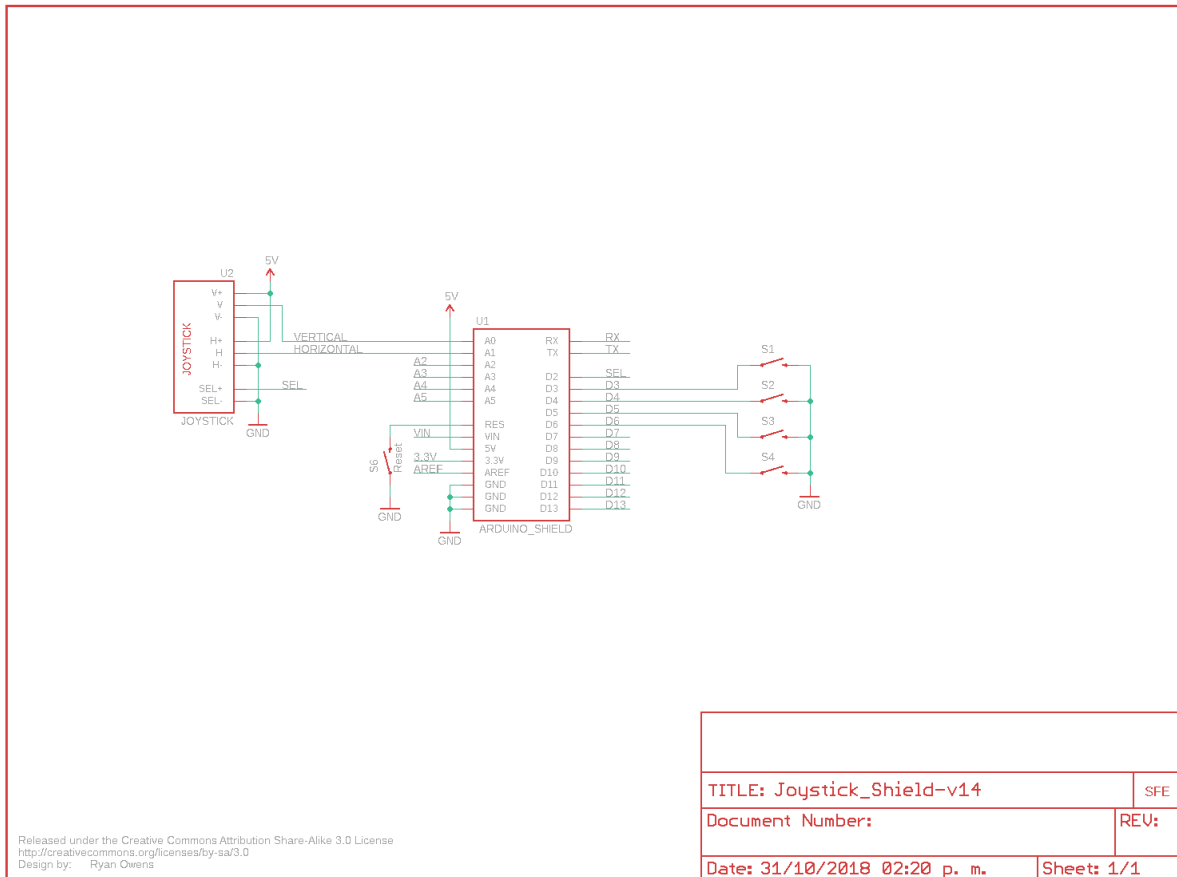 5V
U2
V+
V
V-
H+
H
H-
SEL+
SEL-
JOYSTICK
JOYSTICK
SEL
GND
VERTICAL
HORIZONTAL
5V
U1
A0
A1
A2
A3
A4
A5
RES
VIN
5V
3.3V
AREF
GND
GND
GND
A2
A3
A4
A5
VIN
3.3V
AREF
S6
Reset
GND
GND
RX
TX
D2
D3
D4
D5
D6
D7
D8
D9
D10
D11
D12
D13
ARDUINO_SHIELD
RX
TX
SEL
D3
D4
D5
D6
D7
D8
D9
D10
D11
D12
D13
S1
S2
S3
S4
GND
TITLE: Joystick_Shield-v14
SFE
Document Number:
REV:
Date: 31/10/2018 02:20 p. m.
Sheet: 1/1
Released under the Creative Commons Attribution Share-Alike 3.0 License
http://creativecommons.org/licenses/by-sa/3.0
Design by: Ryan Owens